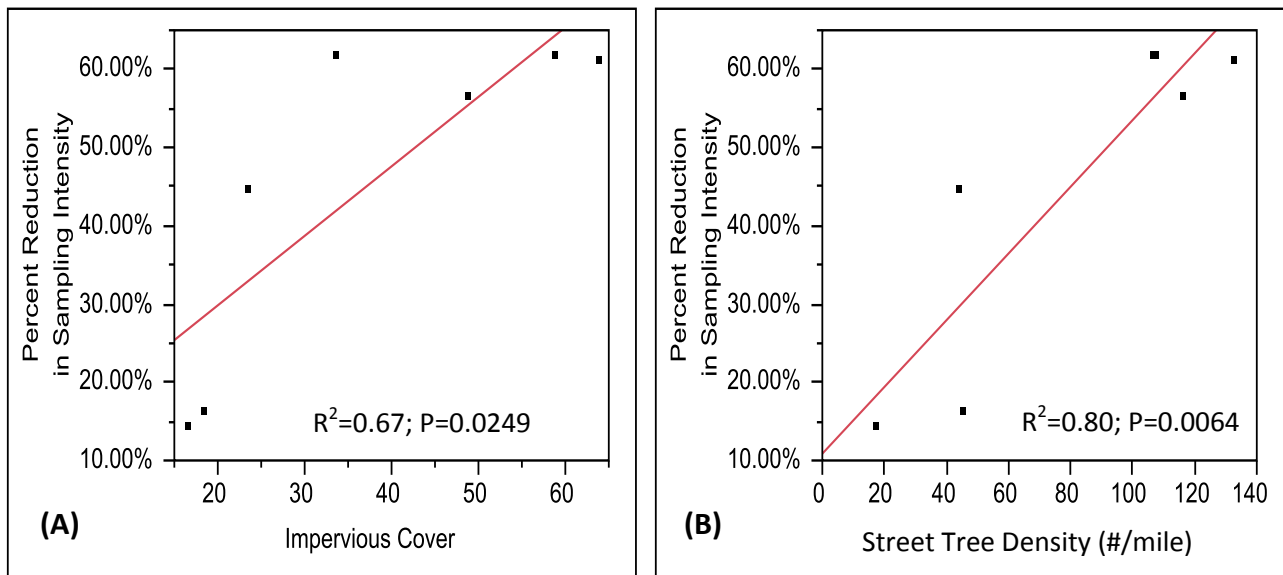 Percent Reduction
in Sampling Intensity
60.00%
50.00%
40.00%
30.00%
20.00%
10.00%
R²=0.67; P=0.0249
20 30 40 50 60
(A)
Impervious Cover
Percent Reduction
in Sampling Intensity
60.00%
50.00%
40.00%
30.00%
20.00%
10.00%
R²=0.80; P=0.0064
0 20 40 60 80 100 120 140
(B)
Street Tree Density (#/mile)